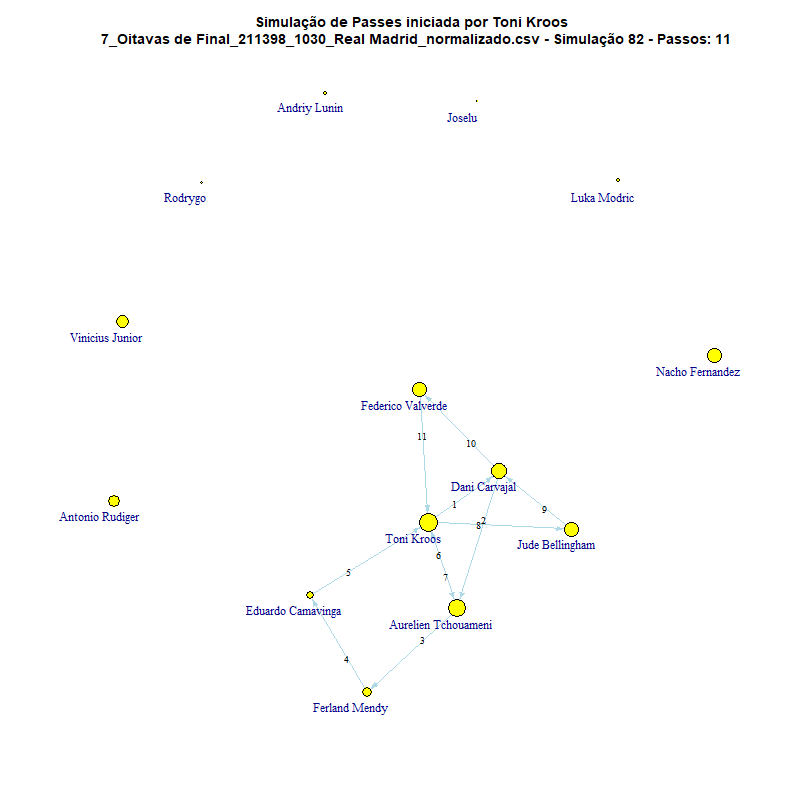 Simulação de Passes iniciada por Toni Kroos
7_Oitavas de Final_211398_1030_Real Madrid_normalizado.csv - Simulação 82 - Passos: 11
Andriy Lunin
Joselu
Rodrygo
Luka Modric
Vinicius Junior
Nacho Fernandez
Federico Valverde
11
10
Dani Carvajal
1
9
2
8
Antonio Rudiger
Toni Kroos
Jude Bellingham
6
5
7
Eduardo Camavinga
Aurelien Tchouameni
3
4
Ferland Mendy